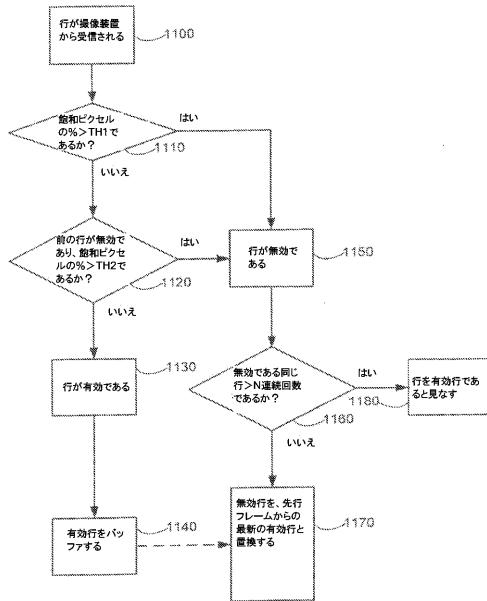 行が撮像装置
から受信される
1100
飽和ピクセル
の%>TH1で
あるか?
1110
はい
いいえ
前の行が無効で
あり、飽和ピクセ
ルの%>TH2で
あるか?
1120
はい
いいえ
行が無効で
ある
1150
行が有効である
1130
無効である同じ
行>N連続回数
であるか?
1160
はい
いいえ
行を有効行であ
ると見なす
1180
有効行をバッ
ファする
1140
無効行を、先行
フレームからの
最新の有効行と
置換する
1170